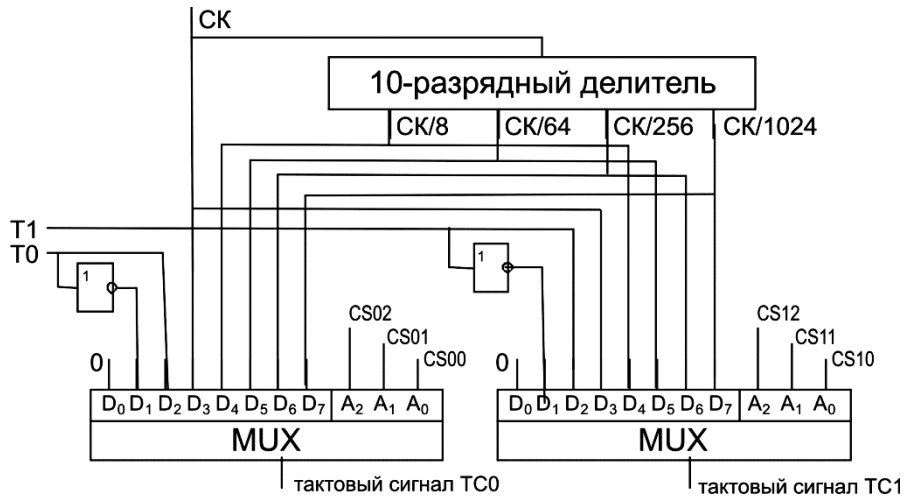 СК
10-разрядный делитель
СК/8 СК/64 СК/256 СК/1024
T1
T0
1
1
CS02
CS01
CS00
CS12
CS11
CS10
0
0
D₀ D₁ D₂ D₃ D₄ D₅ D₆ D₇ A₂ A₁ A₀
D₀ D₁ D₂ D₃ D₄ D₅ D₆ D₇ A₂ A₁ A₀
MUX
MUX
тактовый сигнал TC0
тактовый сигнал TC1